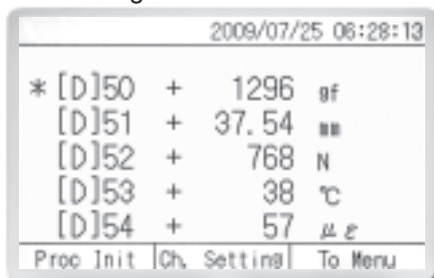 2009/07/25 06:28:13
*[D]50 + 1296 gf
[D]51 + 37.54 mm
[D]52 + 768 N
[D]53 + 38 ℃
[D]54 + 57 με
Proc Init Ch. Setting To Menu